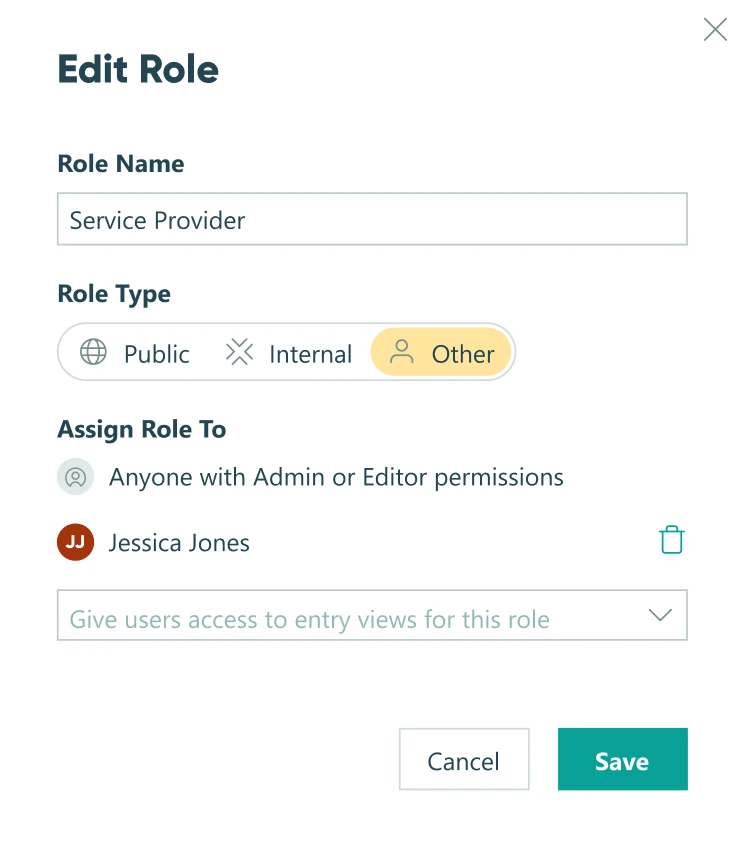 Edit Role
Role Name
Service Provider
Role Type
Public Internal Other
Assign Role To
Anyone with Admin or Editor permissions
JJ Jessica Jones
Give users access to entry views for this role
Cancel Save